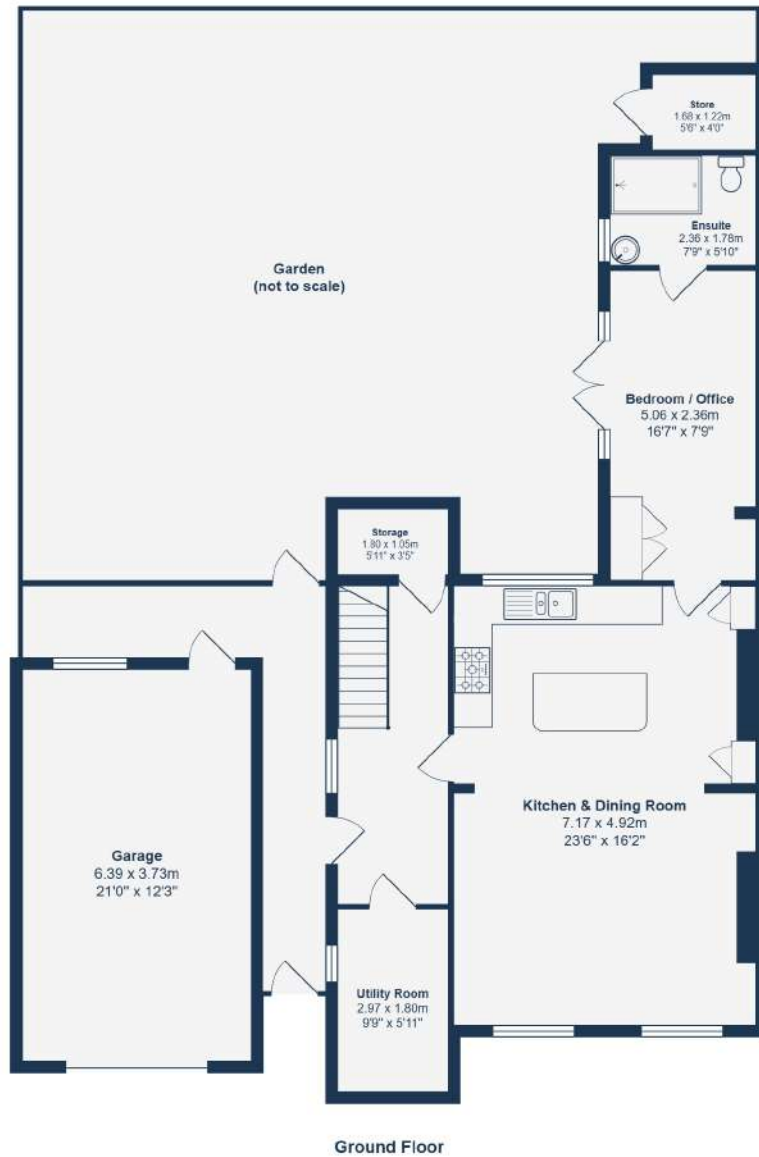 Store
1.68 x 1.22m
5'6" x 4'0"
Ensuite
2.36 x 1.78m
7'9" x 5'10"
Garden
(not to scale)
Bedroom / Office
5.06 x 2.36m
16'7" x 7'9"
Storage
1.80 x 1.05m
5'11" x 3'5"
Kitchen & Dining Room
7.17 x 4.92m
23'6" x 16'2"
Garage
6.39 x 3.73m
21'0" x 12'3"
Utility Room
2.97 x 1.80m
9'9" x 5'11"
Ground Floor